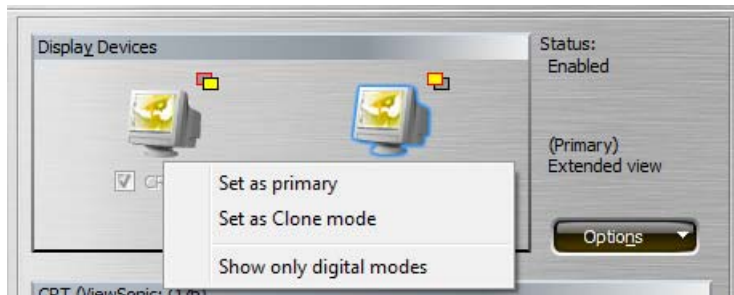 Display Devices
Status:
Enabled
(Primary)
Extended view
Set as primary
Set as Clone mode
Show only digital modes
Options